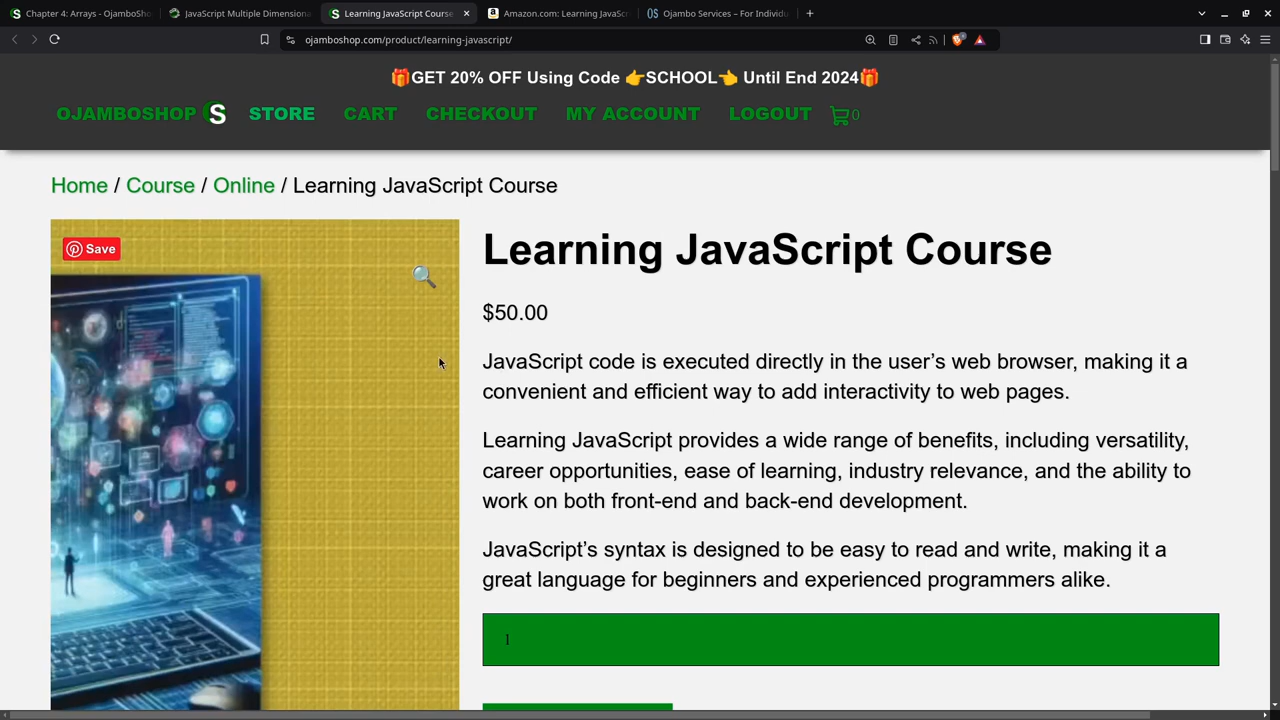 Chapter 4: Arrays - OjamboSho
JavaScript Multiple Dimensiona
Learning JavaScript Course
Amazon.com: Learning JavaScr
Ojambo Services – For Individu
ojamboshop.com/product/learning-javascript/
🎁GET 20% OFF Using Code 👉SCHOOL👈 Until End 2024🎁
OJAMBOSHOP S STORE CART CHECKOUT MY ACCOUNT LOGOUT 0
Home / Course / Online / Learning JavaScript Course
Save
Learning JavaScript Course
$50.00
JavaScript code is executed directly in the user’s web browser, making it a
convenient and efficient way to add interactivity to web pages.
Learning JavaScript provides a wide range of benefits, including versatility,
career opportunities, ease of learning, industry relevance, and the ability to
work on both front-end and back-end development.
JavaScript’s syntax is designed to be easy to read and write, making it a
great language for beginners and experienced programmers alike.
1